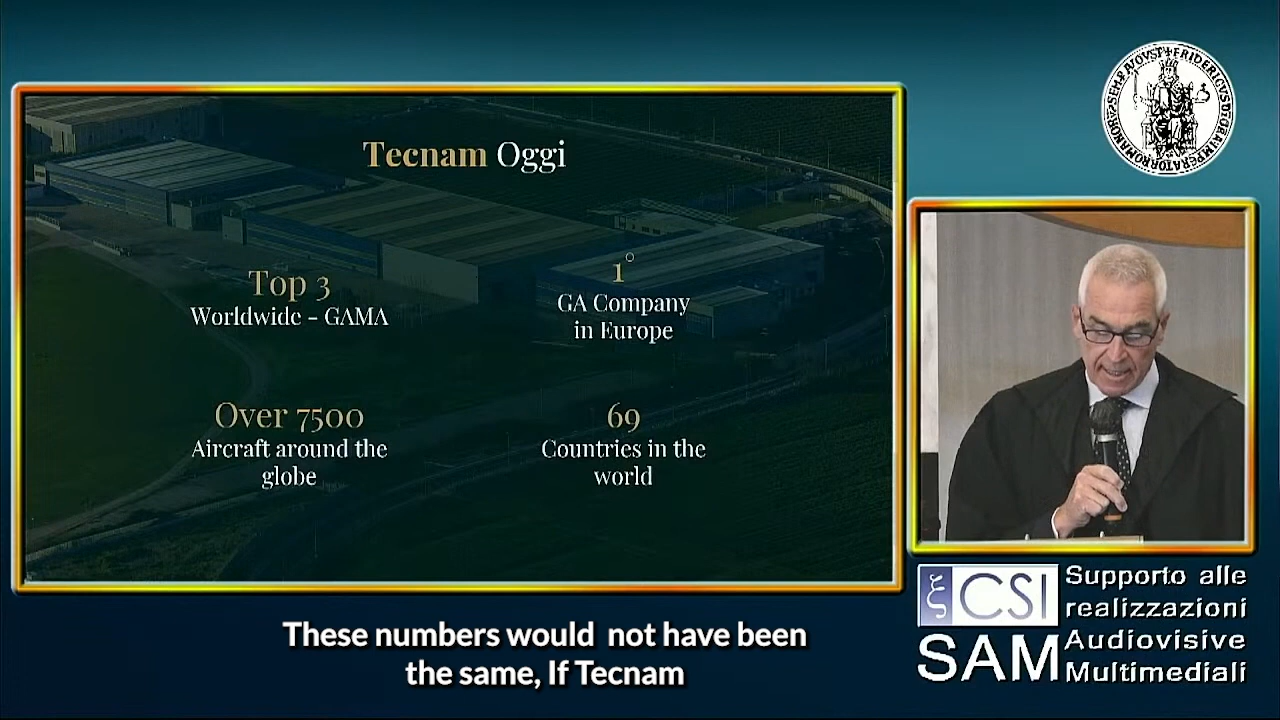 Tecnam Oggi
Top 3
Worldwide - GAMA
1°
GA Company
in Europe
Over 7500
Aircraft around the
globe
69
Countries in the
world
These numbers would not have been
the same, If Tecnam
CSI
SAM
Supporto alle
realizzazioni
Audiovisive
Multimediali